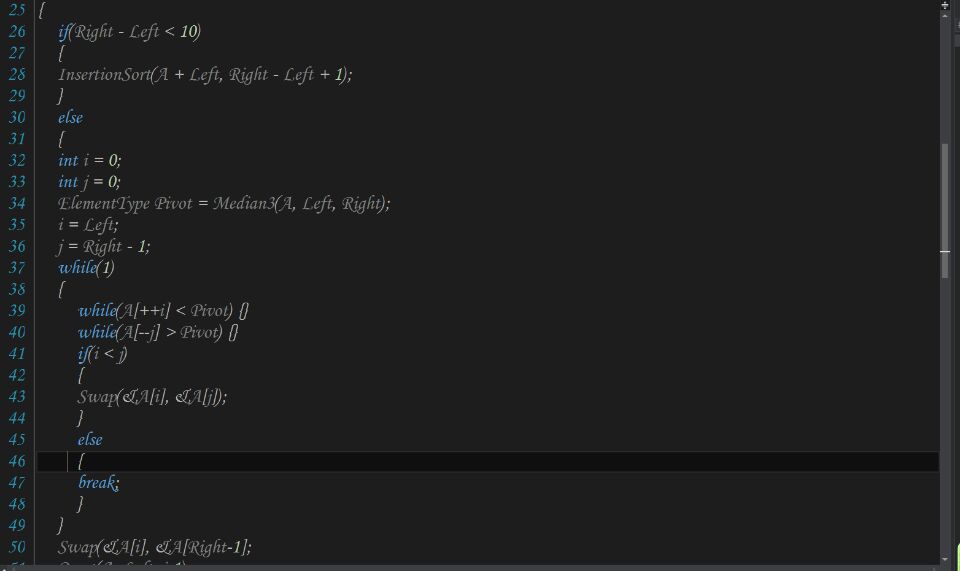 25 {
26 if(Right - Left < 10)
27 {
28 InsertionSort(A + Left, Right - Left + 1);
29 }
30 else
31 {
32 int i = 0;
33 int j = 0;
34 ElementType Pivot = Median3(A, Left, Right);
35 i = Left;
36 j = Right - 1;
37 while(1)
38 {
39 while(A[++i] < Pivot) {}
40 while(A[--j] > Pivot) {}
41 if(i < j)
42 {
43 Swap(&A[i], &A[j]);
44 }
45 else
46 {
47 break;
48 }
49 }
50 Swap(&A[i], &A[Right-1];